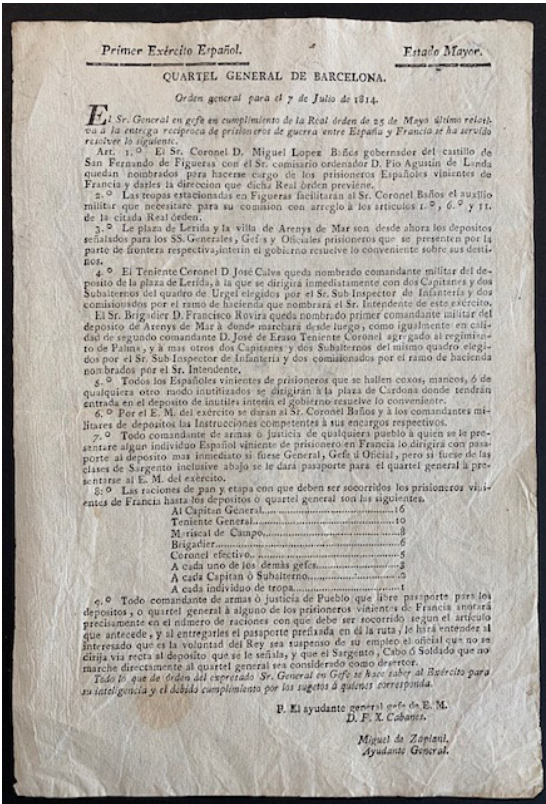 Primer Exército Español. Estado Mayor.
QUARTEL GENERAL DE BARCELONA.
Orden general para el 7 de Julio de 1814.
El Sr. General en gefe en cumplimiento de la Real órden de 25 de Mayo último relati-
va à la entrega recíproca de prisioneros de guerra entre España y Francia se ha servido
resolver lo siguiente.
Art. 1.º El Sr. Coronel D. Miguel Lopez Baños gobernador del castillo de
San Fernando de Figueras con el Sr. comisario ordenador D. Pio Agustin de Landa
quedan nombrados para hacerse cargo de los prisioneros Españoles vinientes de
Francia y darles la direccion que dicha Real órden previene.
2.º Las tropas estacionadas en Figueras facilitarán al Sr. Coronel Baños el auxîlio
militar que necesitare para su comision con arreglo à los artículos 1.º, 6.º y 11.
de la citada Real órden.
3.º Le plaza de Lerida y la villa de Arenys de Mar son desde ahora los depositos
señalados para los SS. Generales, Gefes y Oficiales prisioneros que se presenten por la
parte de frontera respectiva, interin el gobierno resuelve lo conveniente sobre sus desti-
nos.
4.º El Teniente Coronel D. José Calva queda nombrado comandante militar del de-
posito de la plaza de Lerida, à la que se dirigirá inmediatamente con dos Capitanes y dos
Subalternos del quadro de Urgel elegidos por el Sr. Sub Inspector de Infantería y dos
comisionados por el ramo de hacienda que nombrará el Sr. Intendente de este exército.
El Sr. Brigadier D. Francisco Rovira queda nombrado primer comandante militar del
deposito de Arenys de Mar à donde marchará desde luego, como igualmente en cali-
dad de segundo comandante D. José de Eraso Teniente Coronel agregado al regimien-
to de Palma, y à mas otros dos Capitanes y dos Subalternos del mismo quadro elegi-
dos por el Sr. Sub Inspector de Infantería y dos comisionados por el ramo de hacienda
nombrados por el Sr. Intendente.
5.º Todos los Españoles vinientes de prisioneros que se hallen coxos, mancos, ó de
qualquiera otro modo inutilizados se dirigirán à la plaza de Cardona donde tendrán
entrada en el deposito de inutiles interin el gobierno resuelve lo conveniente.
6.º Por el E. M. del exército se darán al Sr. Coronel Baños y à los comandantes mi-
litares de depositos las Instrucciones competentes à sus encargos respectivos.
7.º Todo comandante de armas ò justicia de qualquiera pueblo à quien se le pre-
sentare algun individuo Español viniente de prisionero en Francia lo dirigirá con pasa-
porte al deposito mas inmediato si fuese General, Gefe ú Oficial, pero si fuese de las
clases de Sargento inclusive abajo se le dará pasaporte para el quartel general à pre-
sentarse al E. M. del exército.
8.º Las raciones de pan y etapa con que deben ser socorridos los prisioneros vini-
entes de Francia hasta los depositos ò quartel general son las siguientes.
Al Capitan General..................16
Teniente General..................10
Mariscal de Campo..................8
Brigadier..................6
Coronel efectivo..................5
A cada uno de los demàs gefes..................3
A cada Capitan ò Subalterno..................2
A cada individuo de tropa..................1
9.º Todo comandante de armas ò justicia de Pueblo que libre pasaporte para los
depositos, o quartel general à alguno de los prisioneros vinientes de Francia anotará
precisamente en él número de raciones con que debe ser socorrido segun el artículo
que antecede, y al entregarles el pasaporte prefixada en él la ruta, le hará entender al
interesado que es la voluntad del Rey sea suspenso de su empleo el oficial que no se
dirija via recta al depósito que se le señala, y que el Sargento, Cabo ó Soldado que no
marche directamente al quartel general sea considerado como desertor.
Todo lo que de órden del expresado Sr. General en Gefe se hace saber al Exército para
su inteligencia y el debido cumplimiento por los sugetos à quienes corresponda.
P. El ayudante general gefe de E. M.
D. F. X. Cabanes.
Miguel de Zapiani.
Ayudante General.